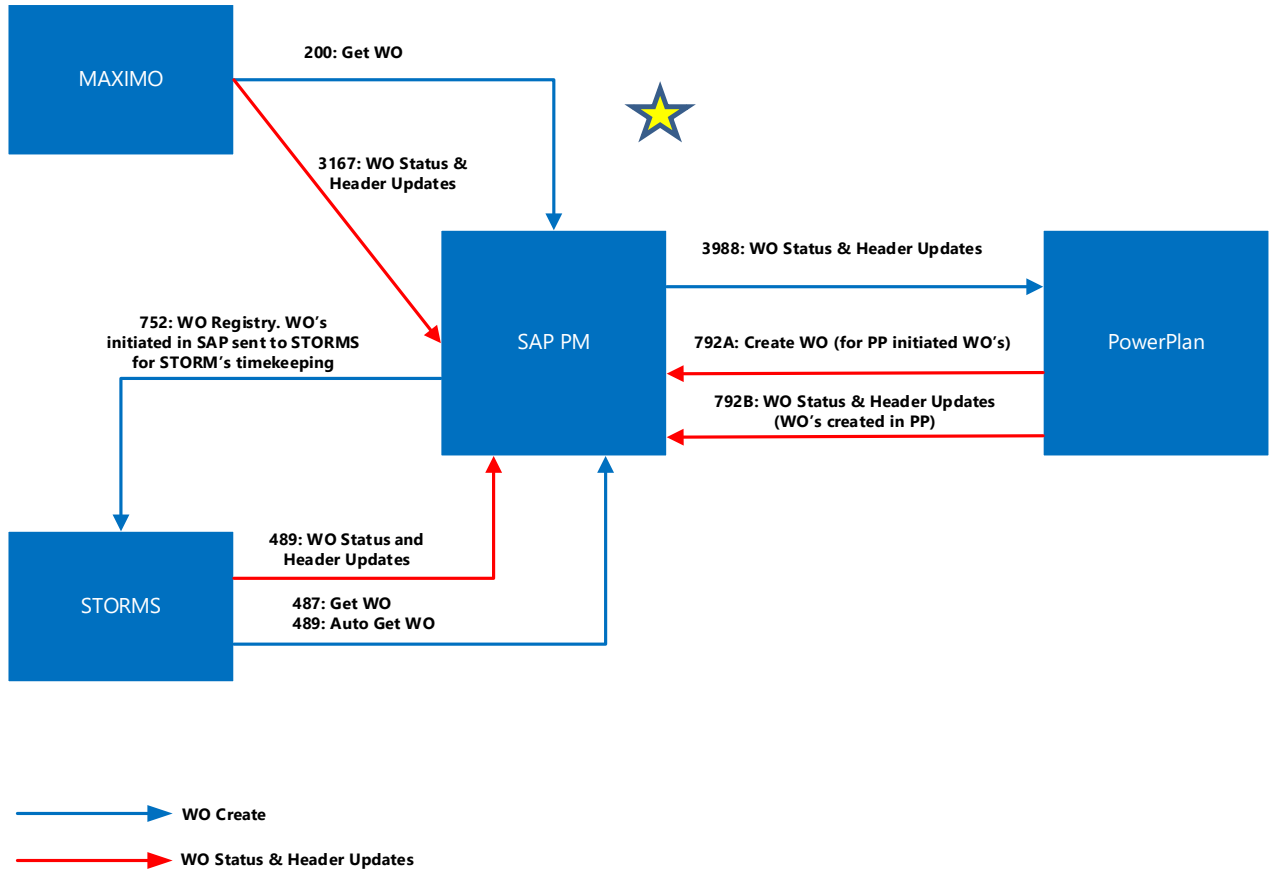 MAXIMO
200: Get WO
3167: WO Status &
Header Updates
SAP PM
3988: WO Status & Header Updates
792A: Create WO (for PP initiated WO’s)
792B: WO Status & Header Updates
(WO’s created in PP)
PowerPlan
752: WO Registry. WO’s
initiated in SAP sent to STORMS
for STORM’s timekeeping
STORMS
489: WO Status and
Header Updates
487: Get WO
489: Auto Get WO
WO Create
WO Status & Header Updates